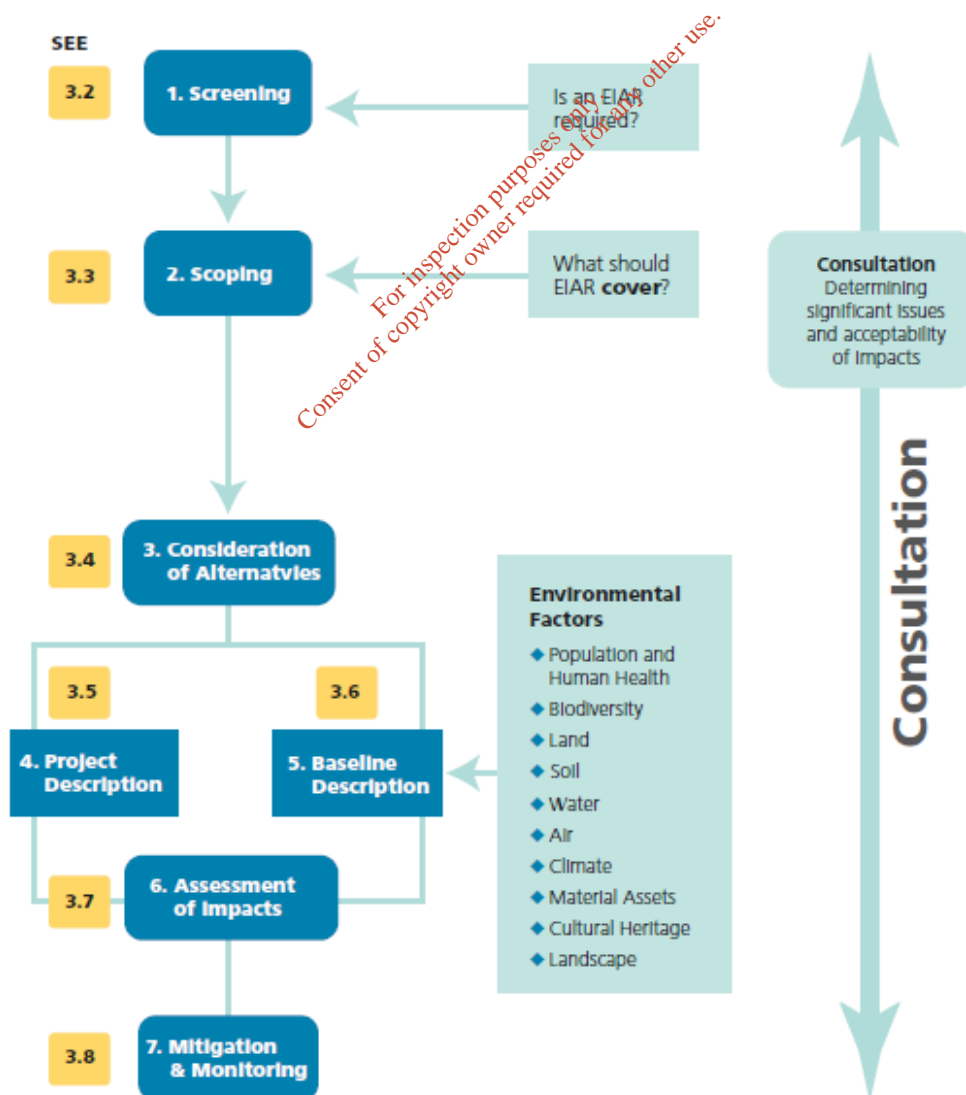 SEE
3.2
1. Screening
Is an EIAR
required?
3.3
2. Scoping
What should
EIAR cover?
Consultation
Determining
significant issues
and acceptability
of impacts
For inspection purposes only.
Consent of copyright owner required for any other use.
3.4
3. Consideration
of Alternatvies
3.5
3.6
4. Project
Description
5. Baseline
Description
Environmental
Factors
◆ Population and
Human Health
◆ Biodiversity
◆ Land
◆ Soil
◆ Water
◆ Air
◆ Climate
◆ Material Assets
◆ Cultural Heritage
◆ Landscape
Consultation
3.7
6. Assessment
of Impacts
3.8
7. Mitigation
& Monitoring